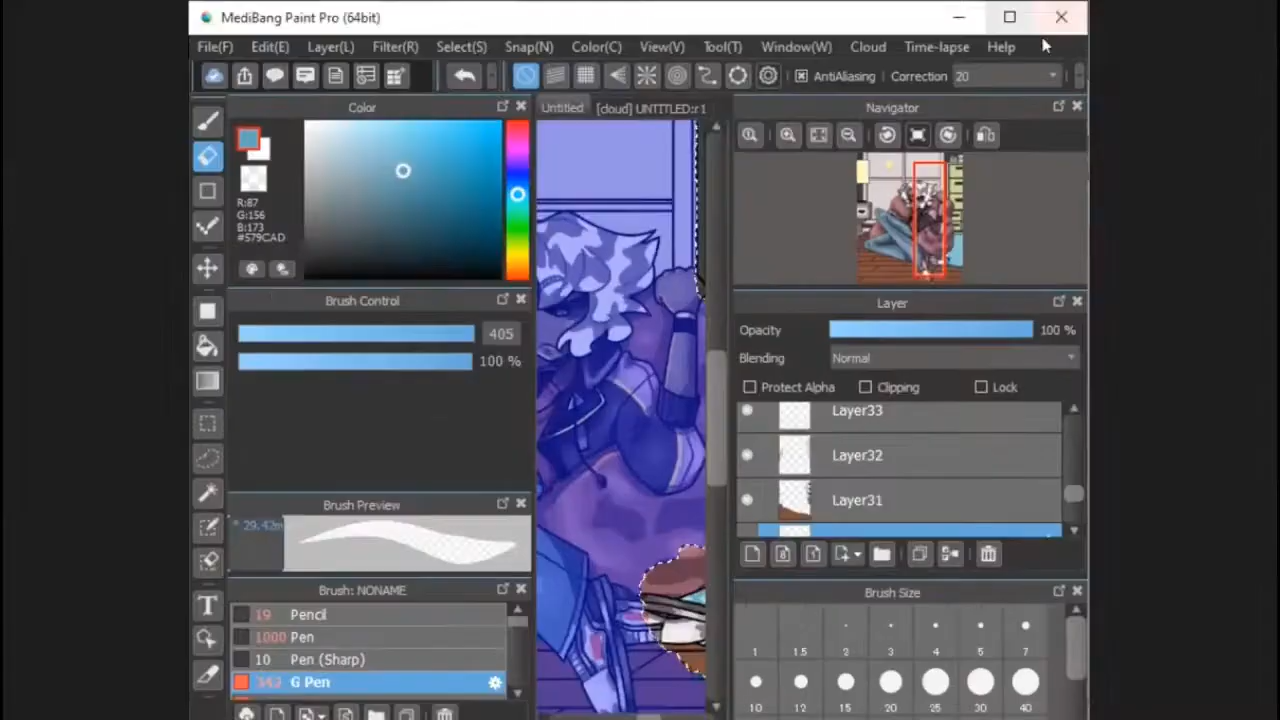 MediBang Paint Pro (64bit)
File(F) Edit(E) Layer(L) Filter(R) Select(S) Snap(N) Color(C) View(V) Tool(T) Window(W) Cloud Time-lapse Help
AntiAliasing Correction 20
Color
Untitled [cloud] UNTITLED:r1
Navigator
R:87
G:156
B:173
#579CAD
Brush Control
405
100 %
Layer
Opacity 100 %
Blending Normal
Protect Alpha Clipping Lock
Layer33
Layer32
Layer31
Brush Preview
Brush: NONAME
19 Pencil
1000 Pen
10 Pen (Sharp)
G Pen
Brush Size
1 1.5 2 3 4 5 7
10 12 15 20 25 30 40